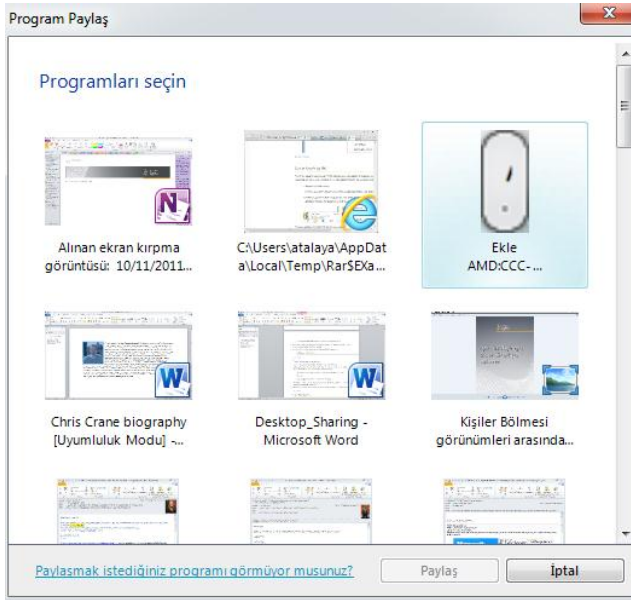 Program Paylaş
Programları seçin
Alınan ekran kırpma
görüntüsü: 10/11/2011...
C:\Users\atalaya\AppDat
a\Local\Temp\Rar$EXa...
Ekle
AMD:CCC-...
Chris Crane biography
[Uyumluluk Modu] -...
Desktop_Sharing -
Microsoft Word
Kişiler Bölmesi
görünümleri arasında...
Paylaşmak istediğiniz programı görmüyor musunuz?
Paylaş
İptal